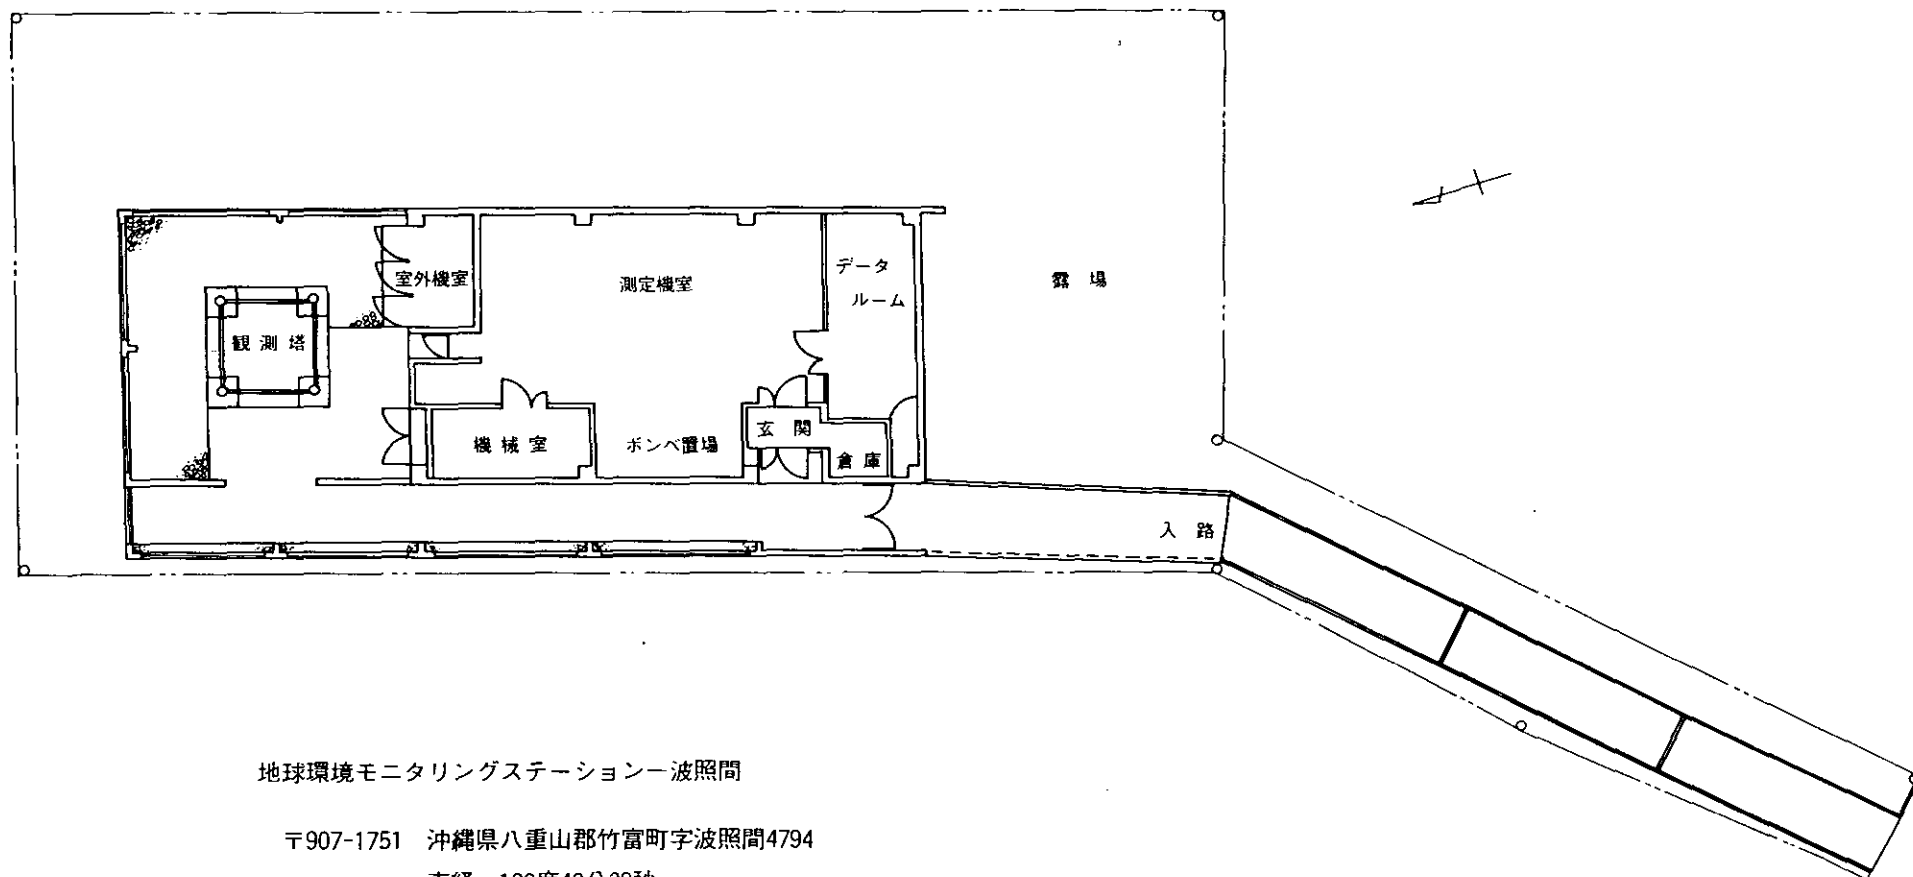 室外機室
測定機室
データ
ルーム
露場
観測塔
機械室
ボンベ置場
玄関
倉庫
入路
地球環境モニタリングステーションー波照間
〒907-1751 沖縄県八重山郡竹富町字波照間4794